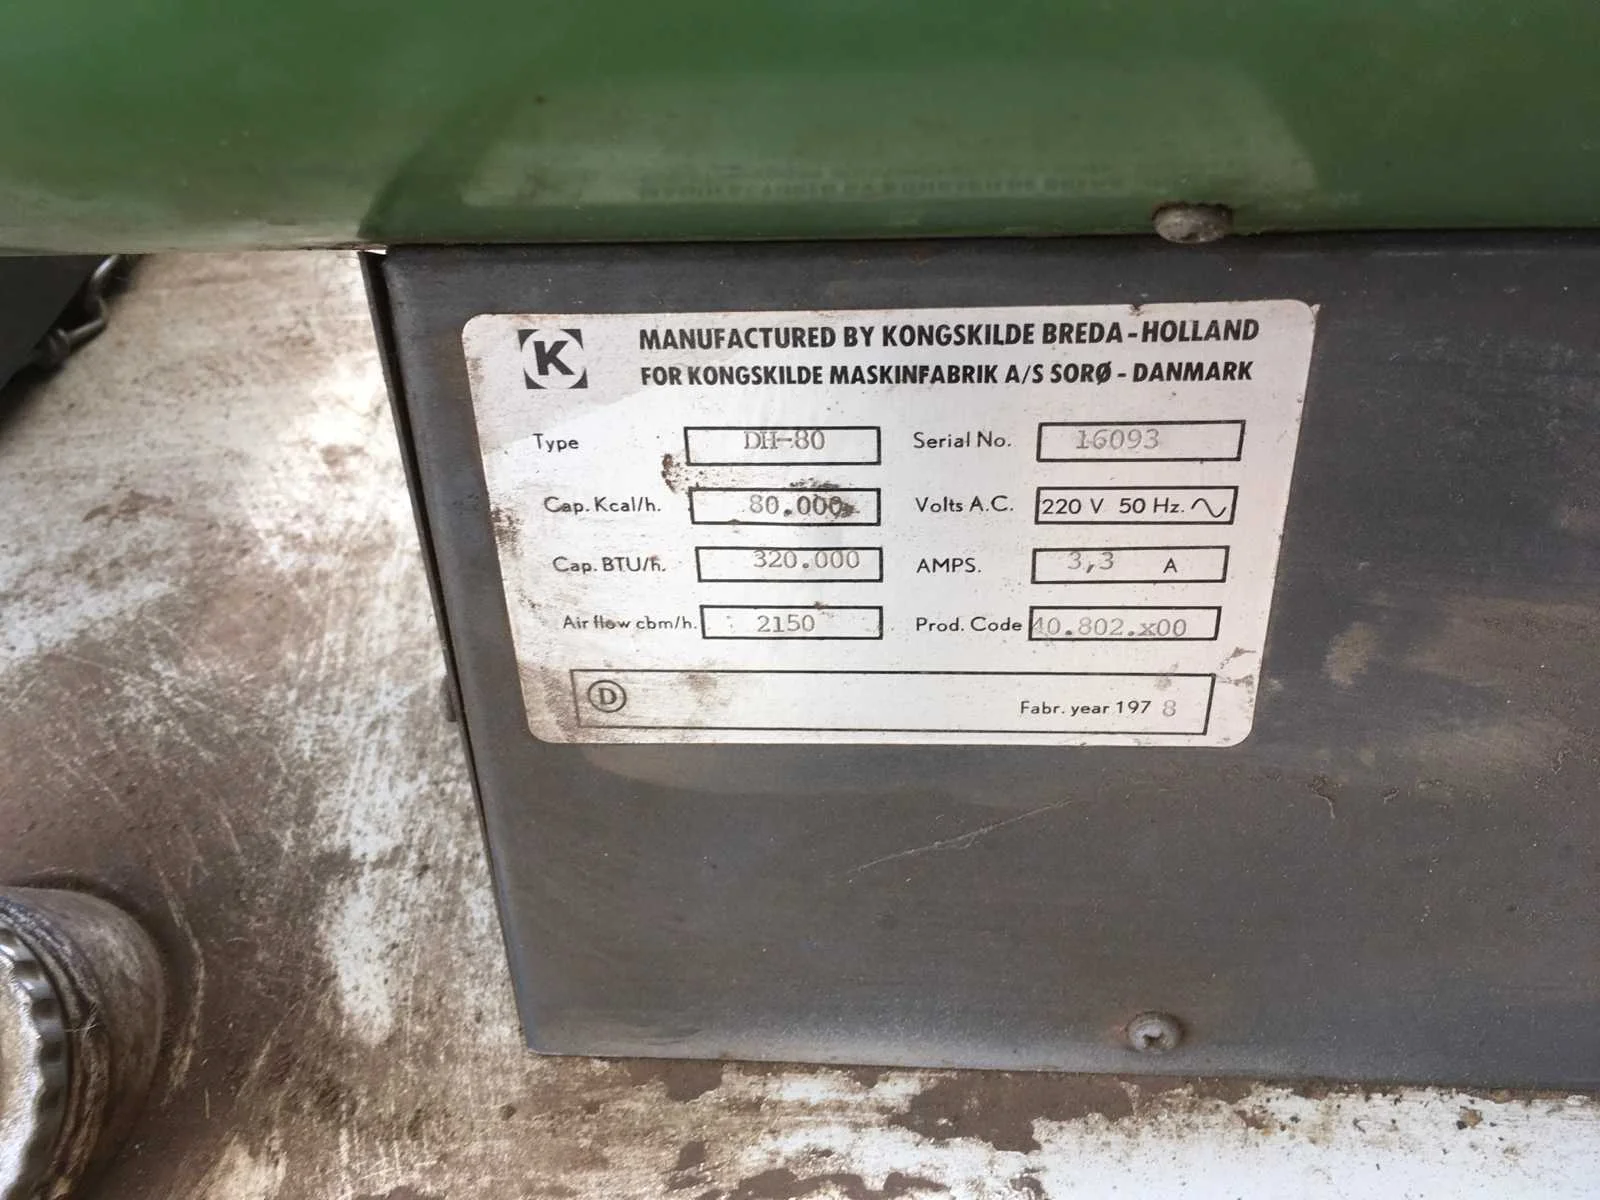 K
MANUFACTURED BY KONGSKILDE BREDA-HOLLAND
FOR KONGSKILDE MASKINFABRIK A/S SORØ - DANMARK
Type DH-80 Serial No. 16093
Cap. Kcal/h. 80.000 Volts A.C. 220 V 50 Hz.
Cap. BTU/h. 320.000 AMPS. 3,3 A
Air flow cbm/h. 2150 Prod. Code 40.802.x00
D Fabr. year 197 8